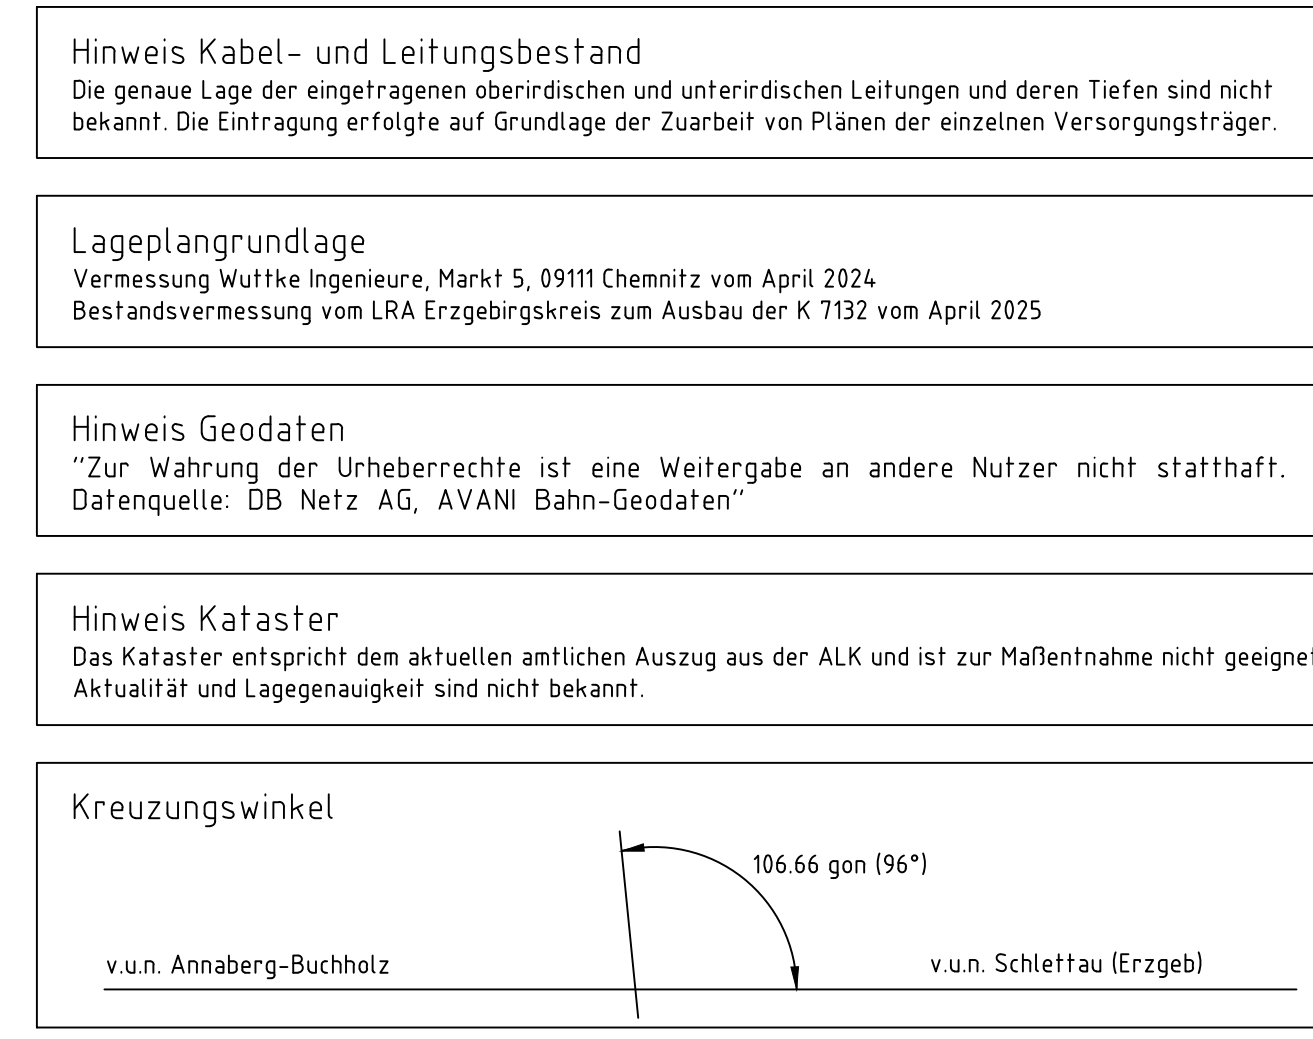 Hinweis Kabel- und Leitungsbestand
Die genaue Lage der eingetragenen oberirdischen und unterirdischen Leitungen und deren Tiefen sind nicht
bekannt. Die Eintragung erfolgte auf Grundlage der Zuarbeit von Plänen der einzelnen Versorgungsträger.
Lageplangrundlage
Vermessung Wuttke Ingenieure, Markt 5, 09111 Chemnitz vom April 2024
Bestandsvermessung vom LRA Erzgebirgskreis zum Ausbau der K 7132 vom April 2025
Hinweis Geodaten
"Zur Wahrung der Urheberrechte ist eine Weitergabe an andere Nutzer nicht statthaft.
Datenquelle: DB Netz AG, AVANI Bahn-Geodaten"
Hinweis Kataster
Das Kataster entspricht dem aktuellen amtlichen Auszug aus der ALK und ist zur Maßentnahme nicht geeignet
Aktualität und Lagegenauigkeit sind nicht bekannt.
Kreuzungswinkel
106.66 gon (96°)
v.u.n. Annaberg-Buchholz
v.u.n. Schlettau (Erzgeb)